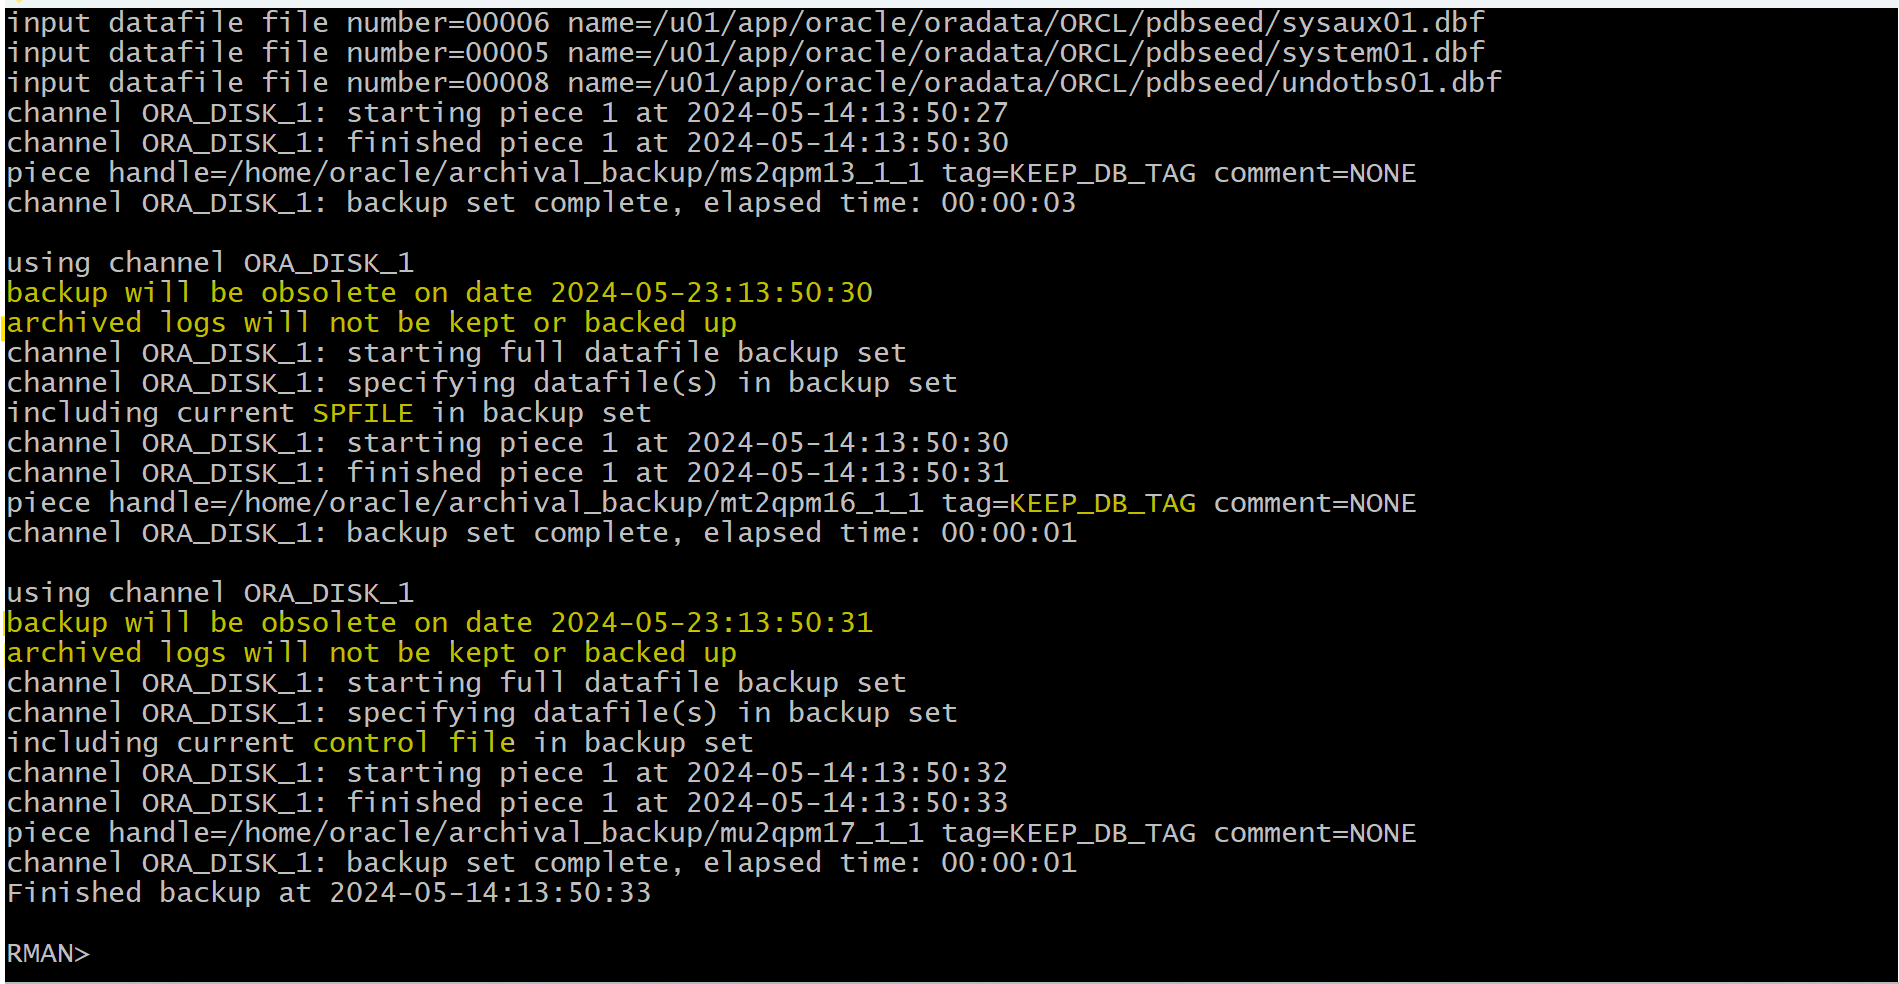 input datafile file number=00006 name=/u01/app/oracle/oradata/ORCL/pdbseed/sysaux01.dbf
input datafile file number=00005 name=/u01/app/oracle/oradata/ORCL/pdbseed/system01.dbf
input datafile file number=00008 name=/u01/app/oracle/oradata/ORCL/pdbseed/undotbs01.dbf
channel ORA_DISK_1: starting piece 1 at 2024-05-14:13:50:27
channel ORA_DISK_1: finished piece 1 at 2024-05-14:13:50:30
piece handle=/home/oracle/archival_backup/ms2qpm13_1_1 tag=KEEP_DB_TAG comment=NONE
channel ORA_DISK_1: backup set complete, elapsed time: 00:00:03

using channel ORA_DISK_1
backup will be obsolete on date 2024-05-23:13:50:30
archived logs will not be kept or backed up
channel ORA_DISK_1: starting full datafile backup set
channel ORA_DISK_1: specifying datafile(s) in backup set
including current SPFILE in backup set
channel ORA_DISK_1: starting piece 1 at 2024-05-14:13:50:30
channel ORA_DISK_1: finished piece 1 at 2024-05-14:13:50:31
piece handle=/home/oracle/archival_backup/mt2qpm16_1_1 tag=KEEP_DB_TAG comment=NONE
channel ORA_DISK_1: backup set complete, elapsed time: 00:00:01

using channel ORA_DISK_1
backup will be obsolete on date 2024-05-23:13:50:31
archived logs will not be kept or backed up
channel ORA_DISK_1: starting full datafile backup set
channel ORA_DISK_1: specifying datafile(s) in backup set
including current control file in backup set
channel ORA_DISK_1: starting piece 1 at 2024-05-14:13:50:32
channel ORA_DISK_1: finished piece 1 at 2024-05-14:13:50:33
piece handle=/home/oracle/archival_backup/mu2qpm17_1_1 tag=KEEP_DB_TAG comment=NONE
channel ORA_DISK_1: backup set complete, elapsed time: 00:00:01
Finished backup at 2024-05-14:13:50:33

RMAN>